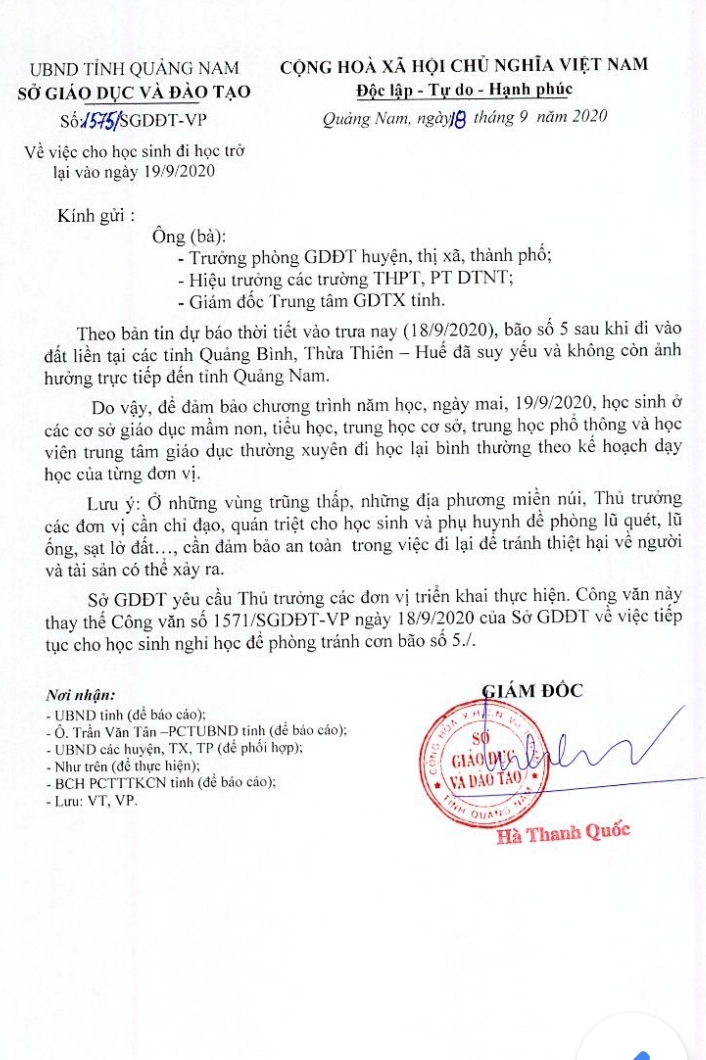 UBND TỈNH QUẢNG NAM
SỞ GIÁO DỤC VÀ ĐÀO TẠO
Số:1575/SGDĐT-VP
Về việc cho học sinh đi học trở
lại vào ngày 19/9/2020
CỘNG HOÀ XÃ HỘI CHỦ NGHĨA VIỆT NAM
Độc lập - Tự do - Hạnh phúc
Quảng Nam, ngày 18 tháng 9 năm 2020
Kính gửi :
Ông (bà):
- Trưởng phòng GDĐT huyện, thị xã, thành phố;
- Hiệu trưởng các trường THPT, PT DTNT;
- Giám đốc Trung tâm GDTX tỉnh.
Theo bản tin dự báo thời tiết vào trưa nay (18/9/2020), bão số 5 sau khi đi vào
đất liền tại các tỉnh Quảng Bình, Thừa Thiên – Huế đã suy yếu và không còn ảnh
hưởng trực tiếp đến tỉnh Quảng Nam.
Do vậy, để đảm bảo chương trình năm học, ngày mai, 19/9/2020, học sinh ở
các cơ sở giáo dục mầm non, tiểu học, trung học cơ sở, trung học phổ thông và học
viên trung tâm giáo dục thường xuyên đi học lại bình thường theo kế hoạch dạy
học của từng đơn vị.
Lưu ý: Ở những vùng trũng thấp, những địa phương miền núi, Thủ trưởng
các đơn vị cần chỉ đạo, quán triệt cho học sinh và phụ huynh đề phòng lũ quét, lũ
ống, sạt lở đất…, cần đảm bảo an toàn trong việc đi lại để tránh thiệt hại về người
và tài sản có thể xảy ra.
Sở GDĐT yêu cầu Thủ trưởng các đơn vị triển khai thực hiện. Công văn này
thay thế Công văn số 1571/SGDĐT-VP ngày 18/9/2020 của Sở GDĐT về việc tiếp
tục cho học sinh nghỉ học để phòng tránh cơn bão số 5./.
Nơi nhận:
- UBND tỉnh (để báo cáo);
- Ô. Trần Văn Tân –PCTUBND tỉnh (để báo cáo);
- UBND các huyện, TX, TP (để phối hợp);
- Như trên (để thực hiện);
- BCH PCTTTKCN tỉnh (để báo cáo);
- Lưu: VT, VP.
GIÁM ĐỐC
CỘNG HÒA X.H.C.N VIỆT
SỞ
GIÁO DỤC
VÀ ĐÀO TẠO
TỈNH QUẢNG NAM
Hà Thanh Quốc